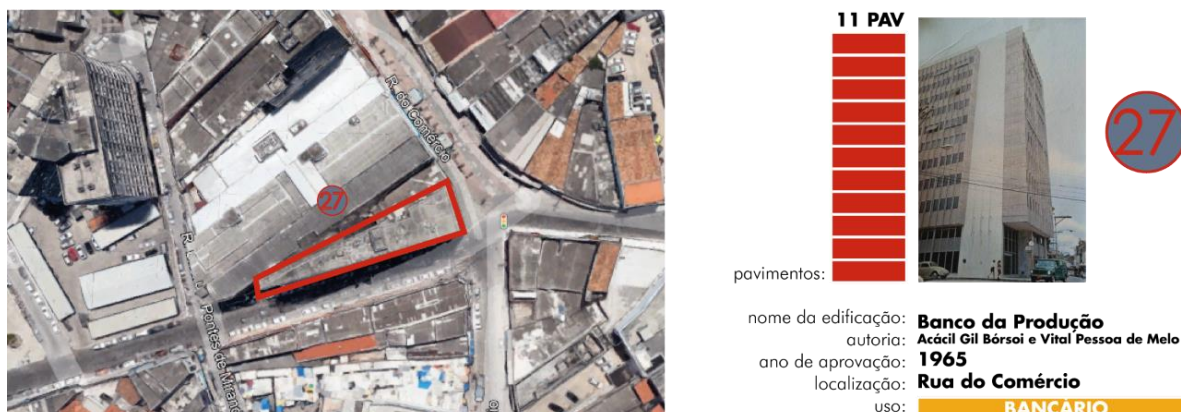 R. do Comércio
27
R.
Pontes de Miranda
11 PAV
27
pavimentos:
nome da edificação: Banco da Produção
autoria: Acácil Gil Bórsoi e Vital Pessoa de Melo
ano de aprovação: 1965
localização: Rua do Comércio
uso: BANCÁRIO